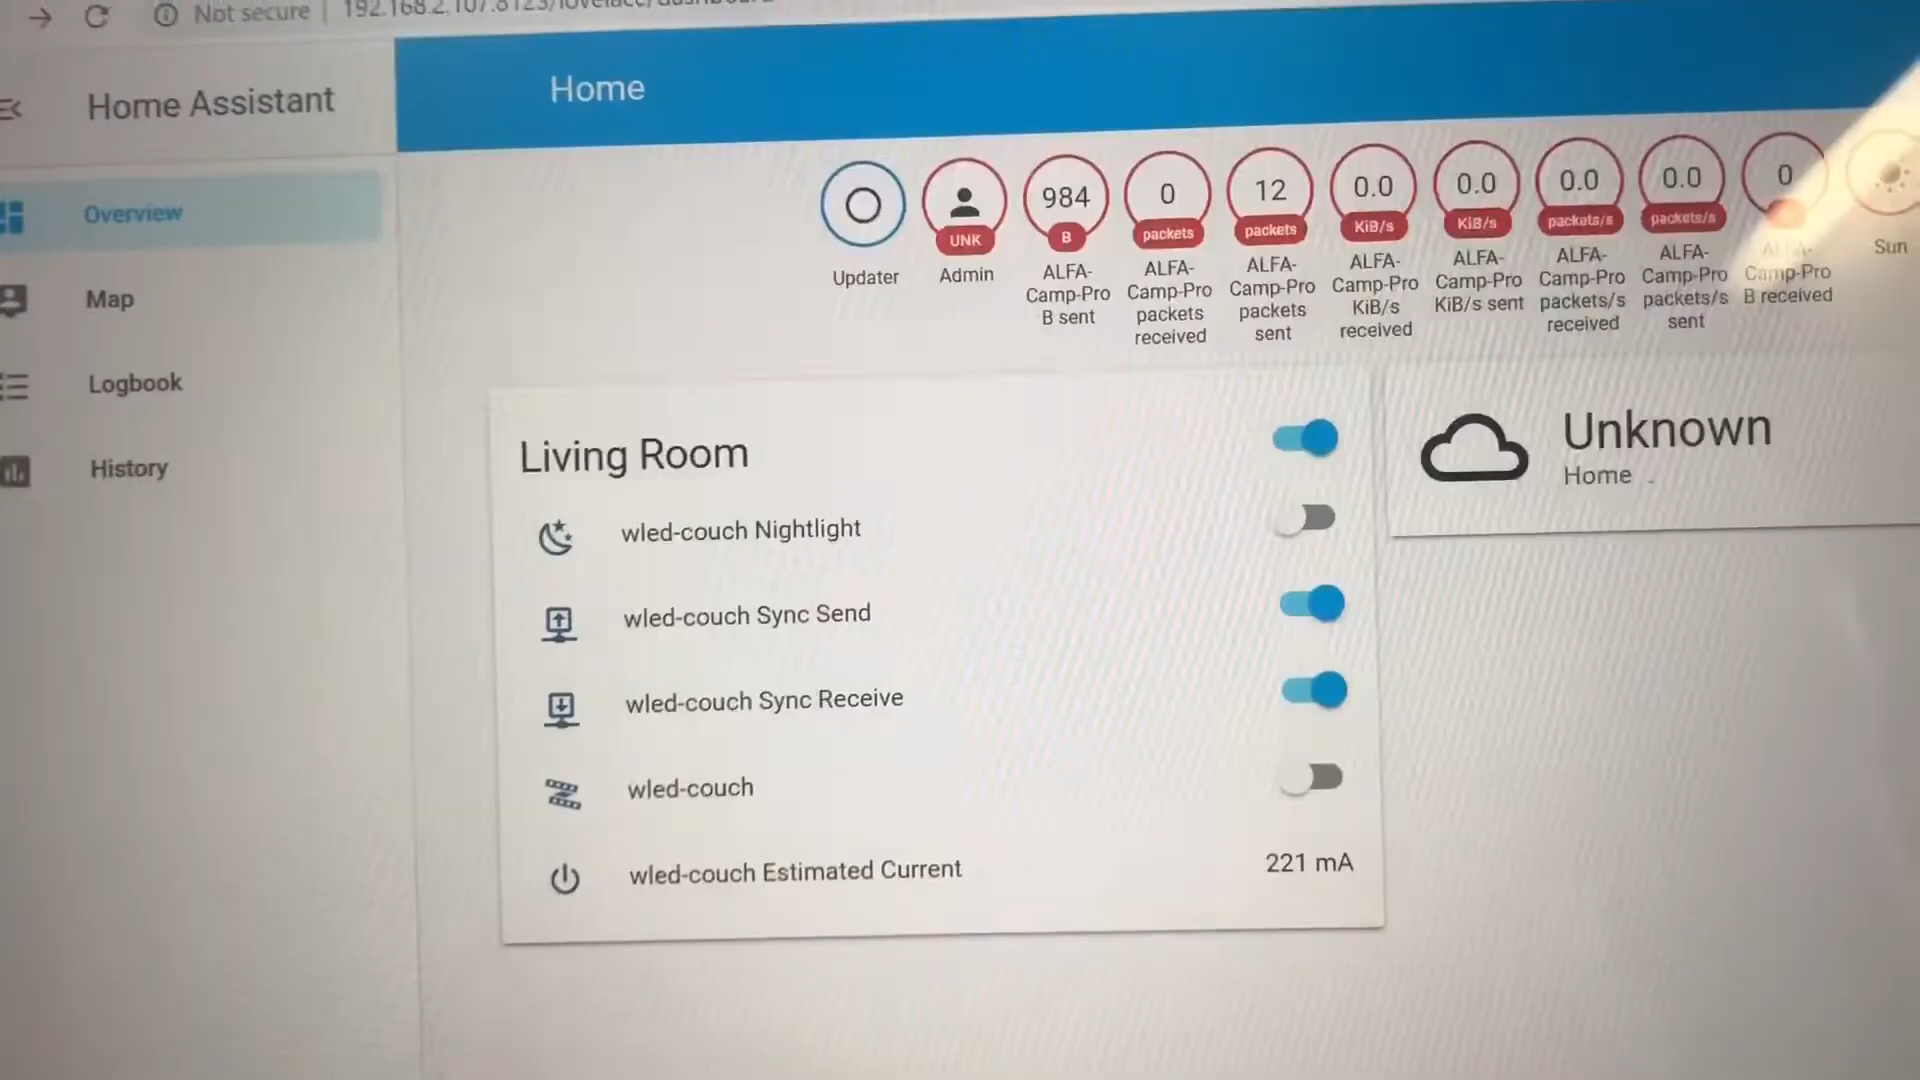 Not secure
Home Assistant
Home
Overview
Map
Logbook
History
Updater
UNK
Admin
984
B
ALFA-
Camp-Pro
B sent
0
packets
ALFA-
Camp-Pro
packets
received
12
packets
ALFA-
Camp-Pro
packets
sent
0.0
KiB/s
ALFA-
Camp-Pro
KiB/s
received
0.0
KiB/s
ALFA-
Camp-Pro
KiB/s sent
0.0
packets/s
ALFA-
Camp-Pro
packets/s
received
0.0
packets/s
ALFA-
Camp-Pro
packets/s
sent
0
ALFA-
Camp-Pro
B received
Sun
Living Room
wled-couch Nightlight
wled-couch Sync Send
wled-couch Sync Receive
wled-couch
wled-couch Estimated Current 221 mA
Unknown
Home